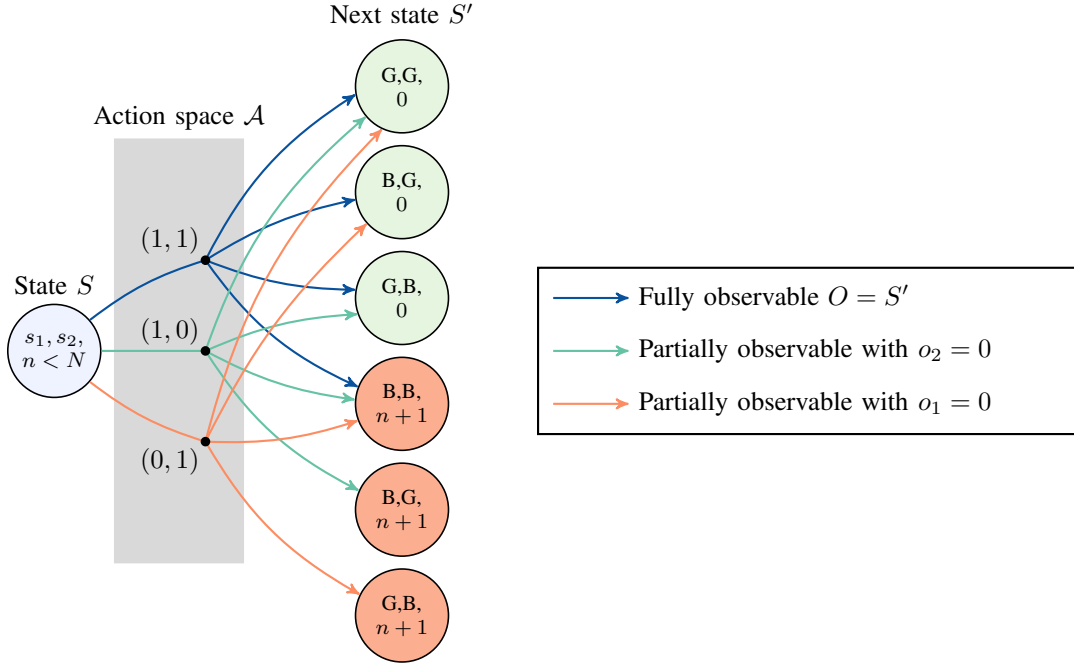 Next state S′
G,G,
0
Action space 𝒜
B,G,
0
(1, 1)
State S
G,B,
0
s₁, s₂,
n < N
(1, 0)
B,B,
n + 1
(0, 1)
B,G,
n + 1
G,B,
n + 1
Fully observable O = S′
Partially observable with o₂ = 0
Partially observable with o₁ = 0